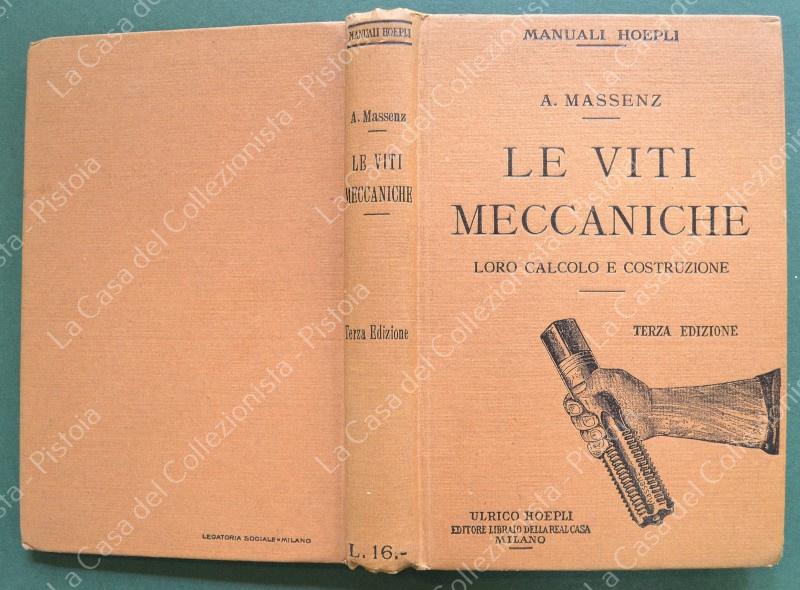 MANUALI HOEPLI
A. Massenz
LE VITI
MECCANICHE
Terza Edizione
L. 16.-
MANUALI HOEPLI
A. MASSENZ
LE VITI
MECCANICHE
LORO CALCOLO E COSTRUZIONE
TERZA EDIZIONE
ULRICO HOEPLI
EDITORE LIBRAIO DELLA REAL CASA
MILANO
LEGATORIA SOCALE-MILANO
La Casa del Collezionista - Pistoia